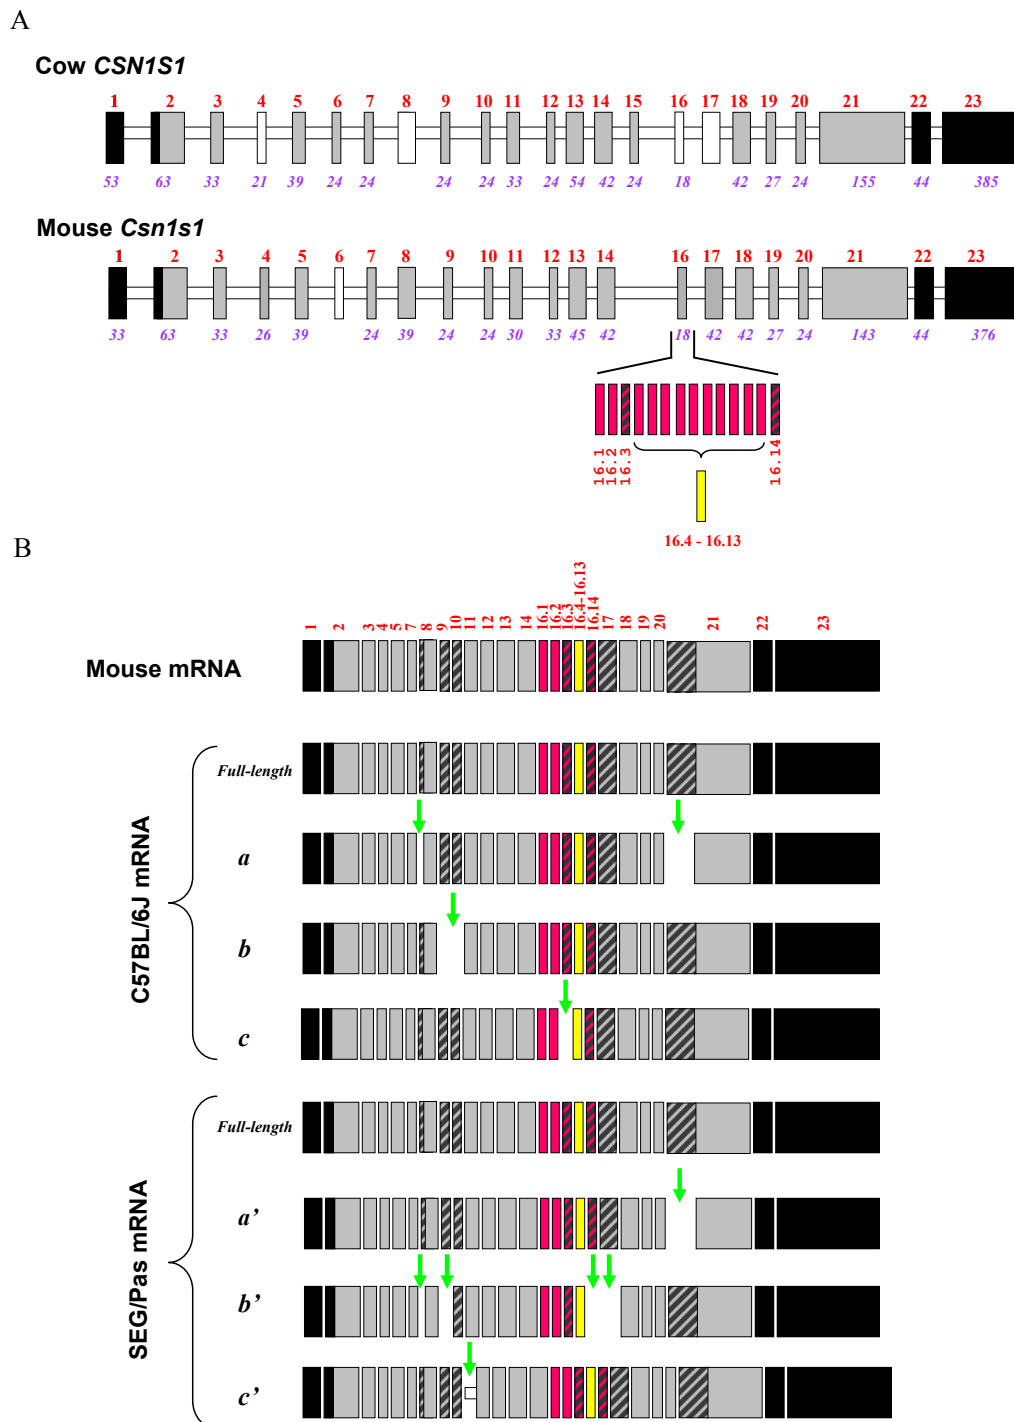 A
Cow CSN1S1
1 2 3 4 5 6 7 8 9 10 11 12 13 14 15 16 17 18 19 20 21 22 23
53 63 33 21 39 24 24 24 24 33 24 54 42 24 18 42 27 24 155 44 385
Mouse Csn1s1
1 2 3 4 5 6 7 8 9 10 11 12 13 14 16 17 18 19 20 21 22 23
33 63 33 26 39 24 39 24 24 30 33 45 42 18 42 42 27 24 143 44 376
16.1 16.2 16.3 16.14
16.4 - 16.13
B
1 2 3 4 5 7 8 9 10 11 12 13 14 16.1 16.2 16.3 16.4-16.13 16.14 17 18 19 20 21 22 23
Mouse mRNA
C57BL/6J mRNA
Full-length
a
b
c
SEG/Pas mRNA
Full-length
a'
b'
c'